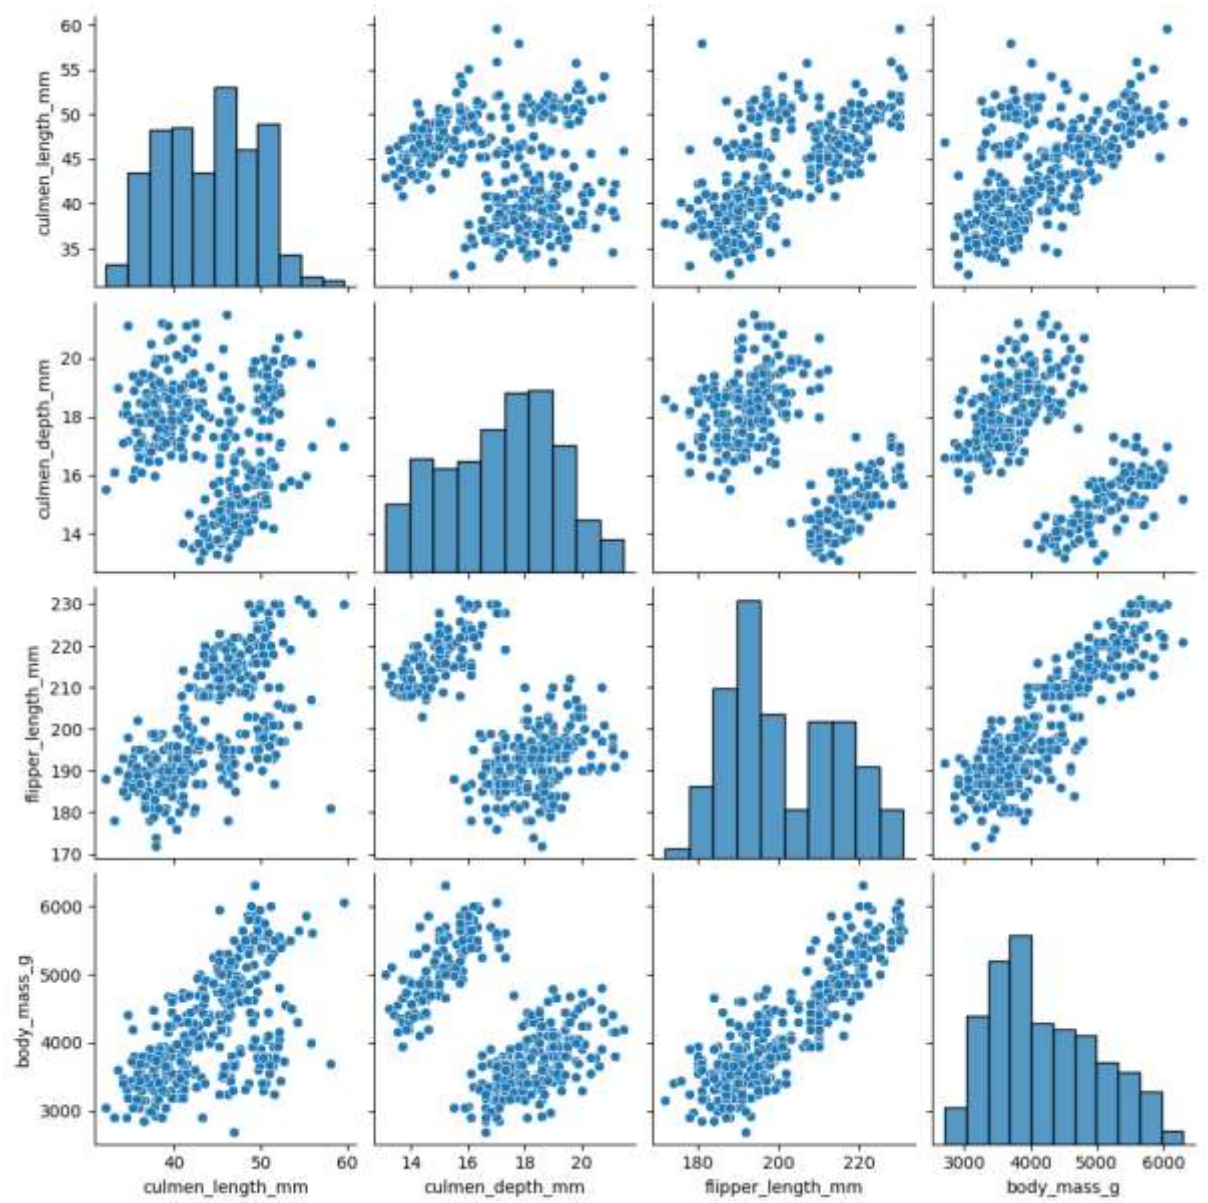 60
55
50
45
40
35
culmen_length_mm
20
18
16
14
culmen_depth_mm
230
220
210
200
190
180
170
flipper_length_mm
6000
5000
4000
3000
body_mass_g
40 50 60
culmen_length_mm
14 16 18 20
culmen_depth_mm
180 200 220
flipper_length_mm
3000 4000 5000 6000
body_mass_g